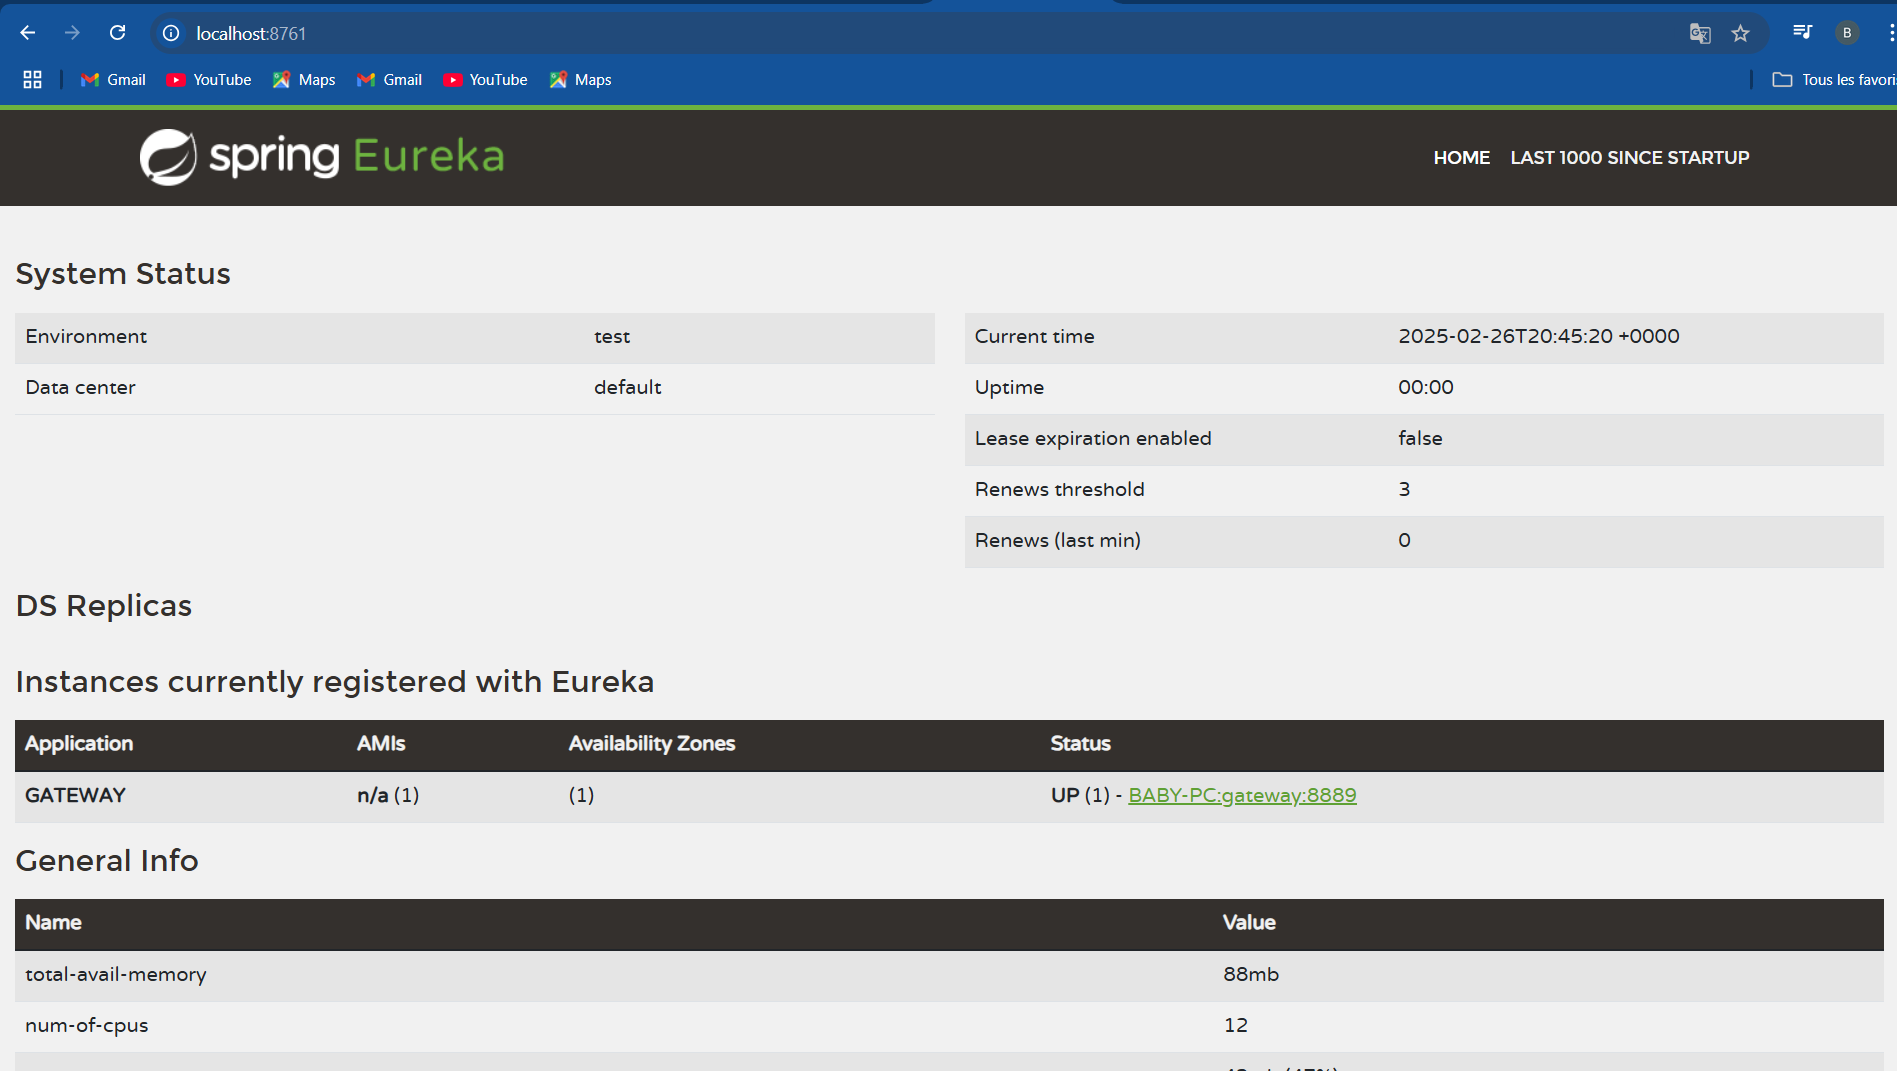 localhost:8761
B
Gmail YouTube Maps Gmail YouTube Maps Tous les favoris
spring Eureka HOME LAST 1000 SINCE STARTUP
System Status
Environment test Current time 2025-02-26T20:45:20 +0000
Data center default Uptime 00:00
Lease expiration enabled false
Renews threshold 3
Renews (last min) 0
DS Replicas
Instances currently registered with Eureka
Application AMIs Availability Zones Status
GATEWAY n/a (1) (1) UP (1) - BABY-PC:gateway:8889
General Info
Name Value
total-avail-memory 88mb
num-of-cpus 12